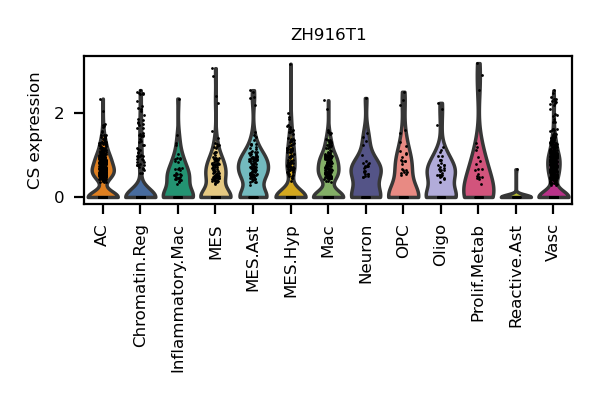 ZH916T1
CS expression
2
0
AC
Chromatin.Reg
Inflammatory.Mac
MES
MES.Ast
MES.Hyp
Mac
Neuron
OPC
Oligo
Prolif.Metab
Reactive.Ast
Vasc